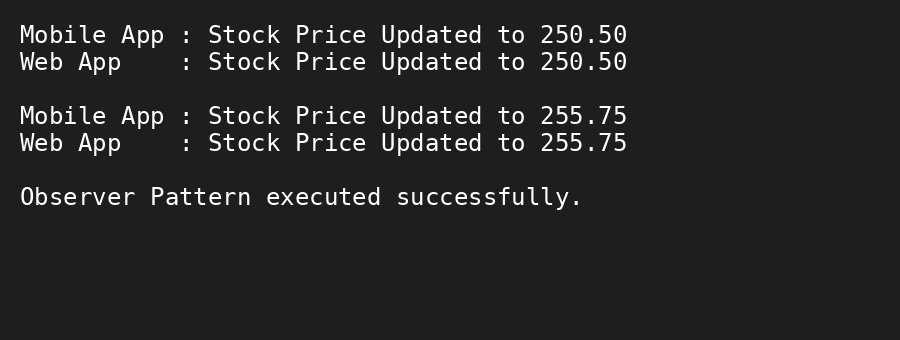 Mobile App : Stock Price Updated to 250.50
Web App    : Stock Price Updated to 250.50

Mobile App : Stock Price Updated to 255.75
Web App    : Stock Price Updated to 255.75

Observer Pattern executed successfully.